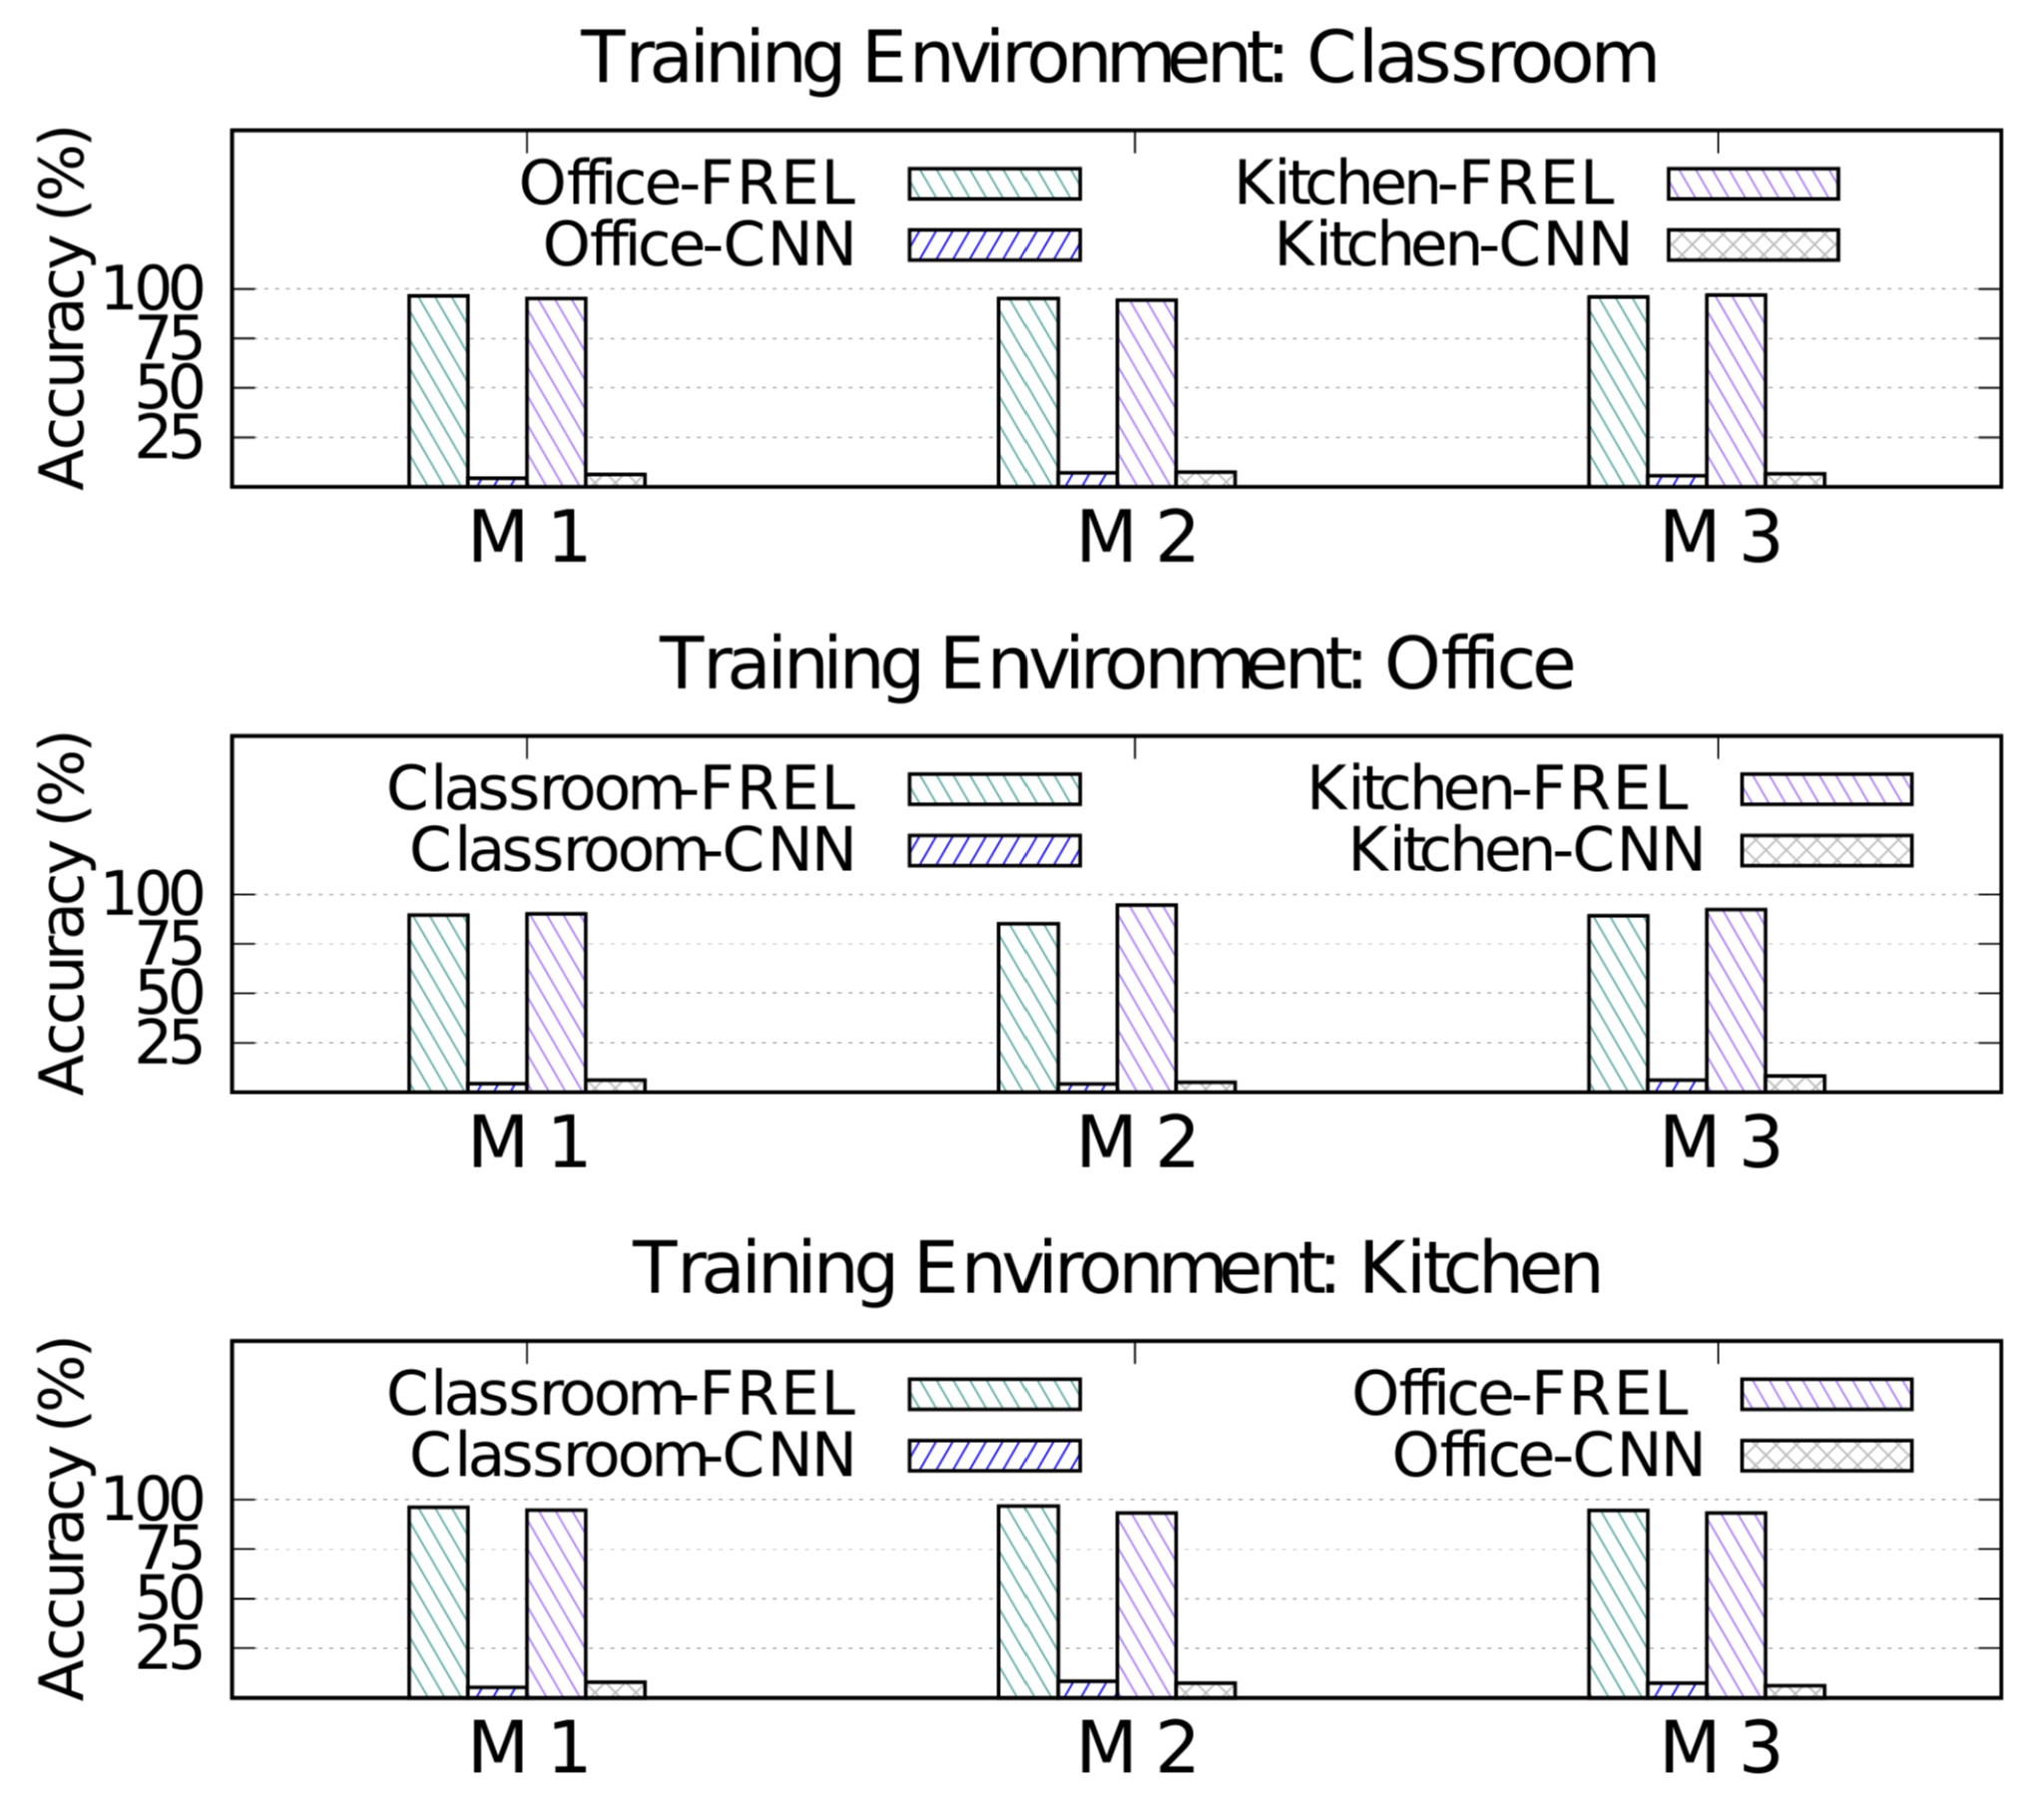 Training Environment: Classroom
Accuracy (%)
Office-FREL Kitchen-FREL
Office-CNN Kitchen-CNN
100
75
50
25
M 1 M 2 M 3
Training Environment: Office
Accuracy (%)
Classroom-FREL Kitchen-FREL
Classroom-CNN Kitchen-CNN
100
75
50
25
M 1 M 2 M 3
Training Environment: Kitchen
Accuracy (%)
Classroom-FREL Office-FREL
Classroom-CNN Office-CNN
100
75
50
25
M 1 M 2 M 3